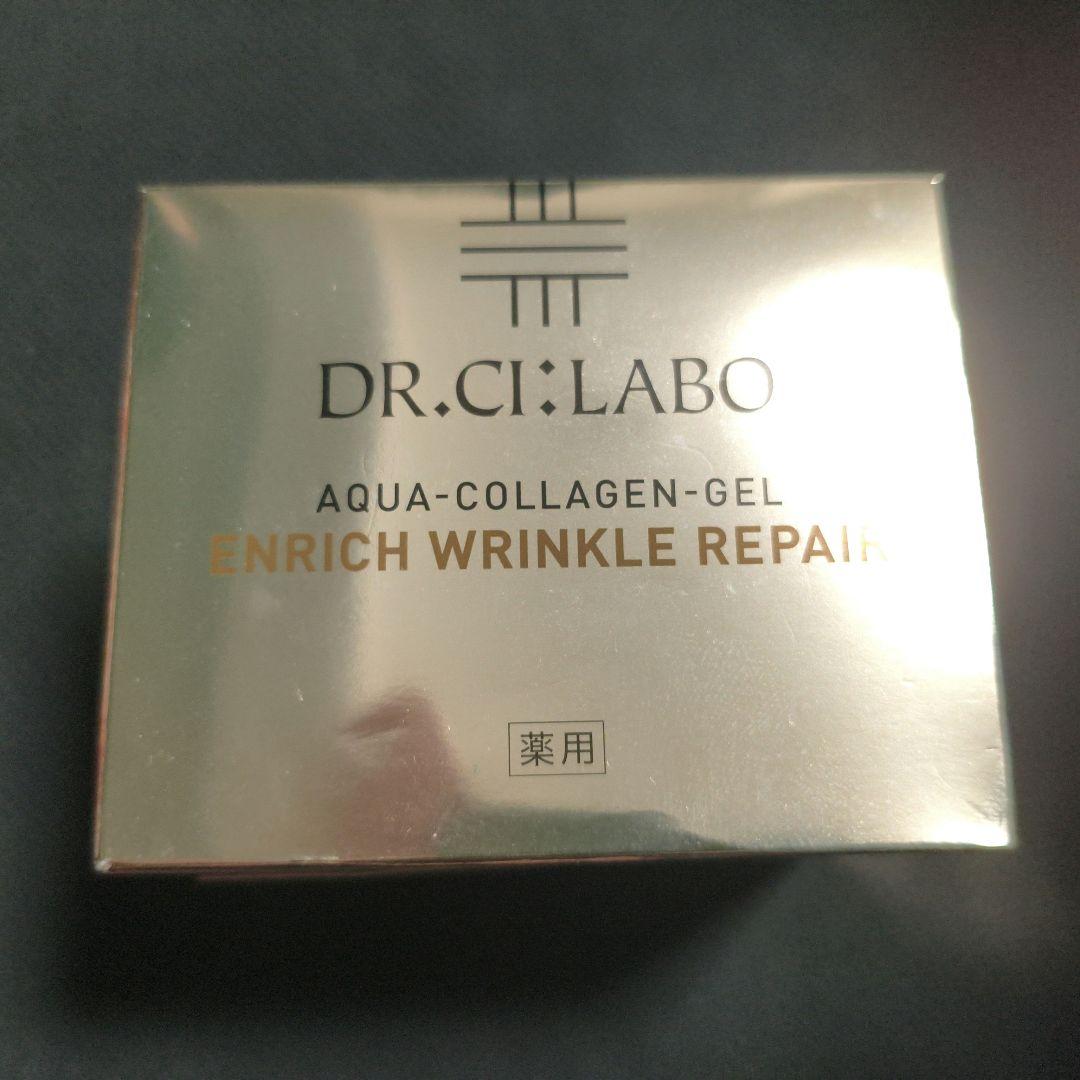 DR.CI:LABO
AQUA-COLLAGEN-GEL
ENRICH WRINKLE REPAIR
薬用